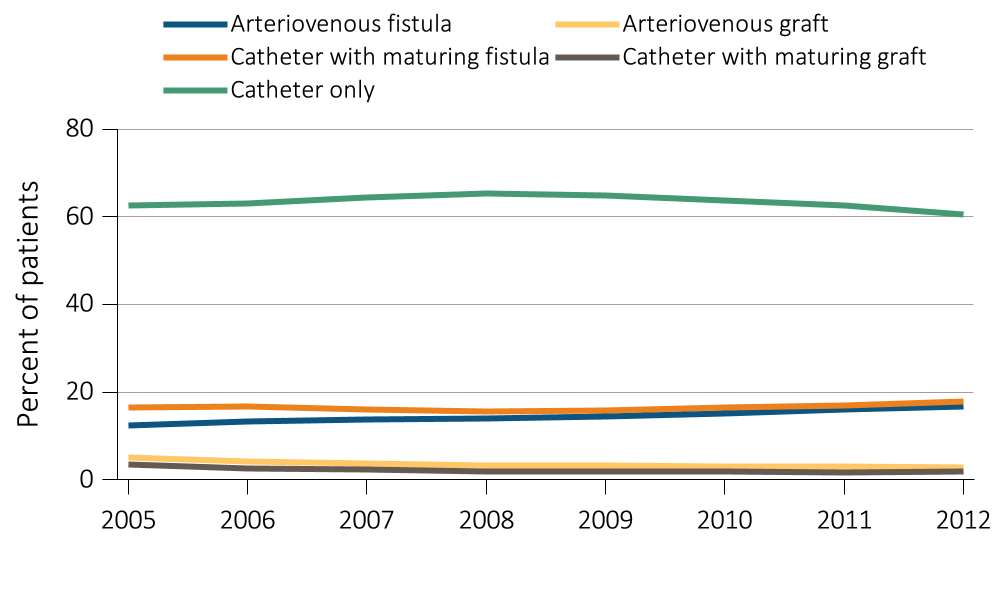 Arteriovenous fistula Arteriovenous graft
Catheter with maturing fistula Catheter with maturing graft
Catheter only
80
60
40
20
0
Percent of patients
2005 2006 2007 2008 2009 2010 2011 2012